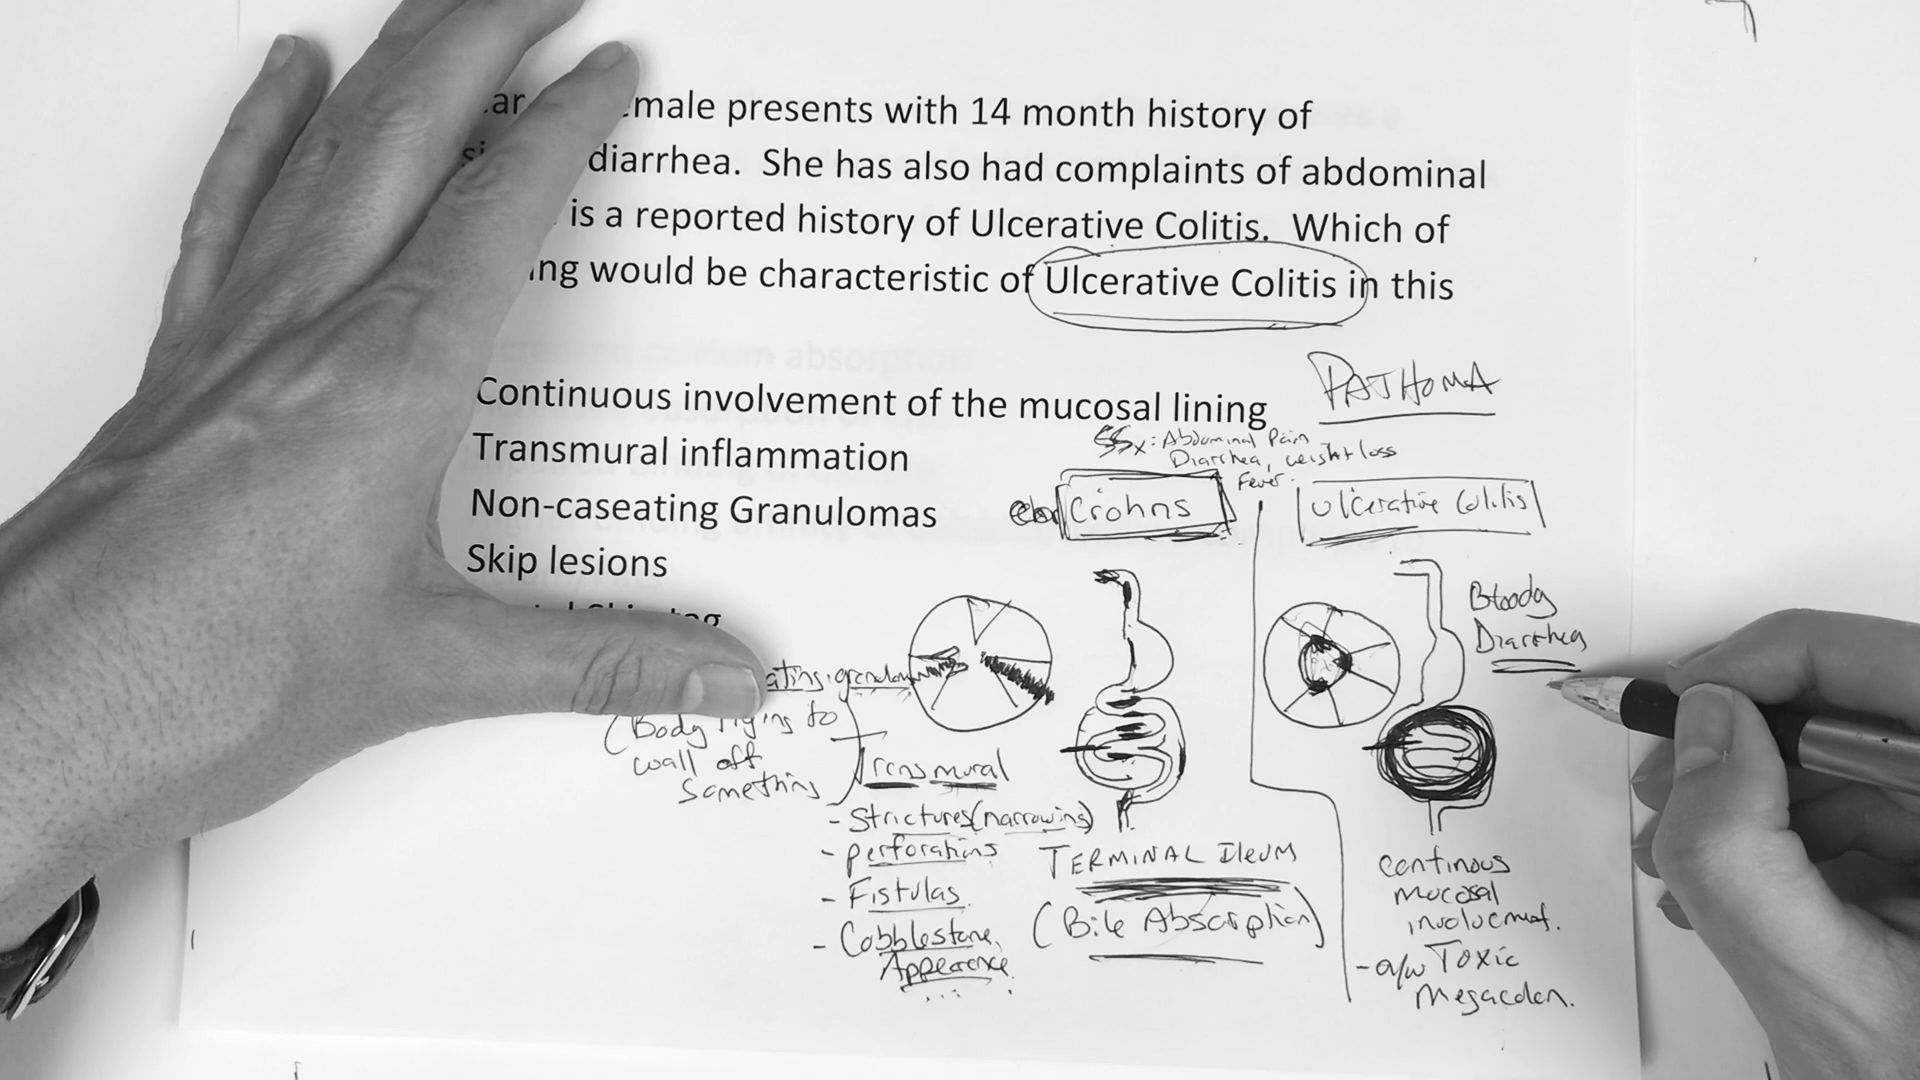 male presents with 14 month history of
diarrhea. She has also had complaints of abdominal
is a reported history of Ulcerative Colitis. Which of
would be characteristic of Ulcerative Colitis in this
Continuous involvement of the mucosal lining
PATHOMA
Transmural inflammation
Sx: Abdominal Pain
Diarrhea, weight loss
Fever
Non-caseating Granulomas
Crohns
Ulcerative Colitis
Skip lesions
Bloody
Diarrhea
(Body trying to
wall off
something
Transmural
- Strictures (narrowing)
- perforations
- Fistulas
- Cobblestone
Appearence
TERMINAL Ileum
(Bile Absorption)
Continous
Mucosal
involvement.
- a/w Toxic
Megacolon.